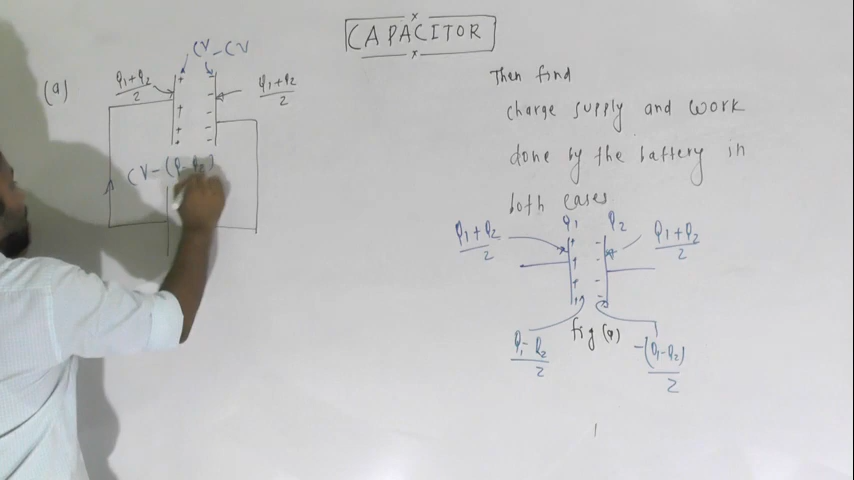 CAPACITOR
(a)
CV -CV
Q1+Q2
2
Q1+Q2
2
+ -
+ -
+ -
CV-(
Then find
charge supply and work
done by the battery in
both cases
Q1 Q2
Q1+Q2
2
Q1+Q2
2
fig (a)
Q1-Q2
2
-(Q1-Q2)
2